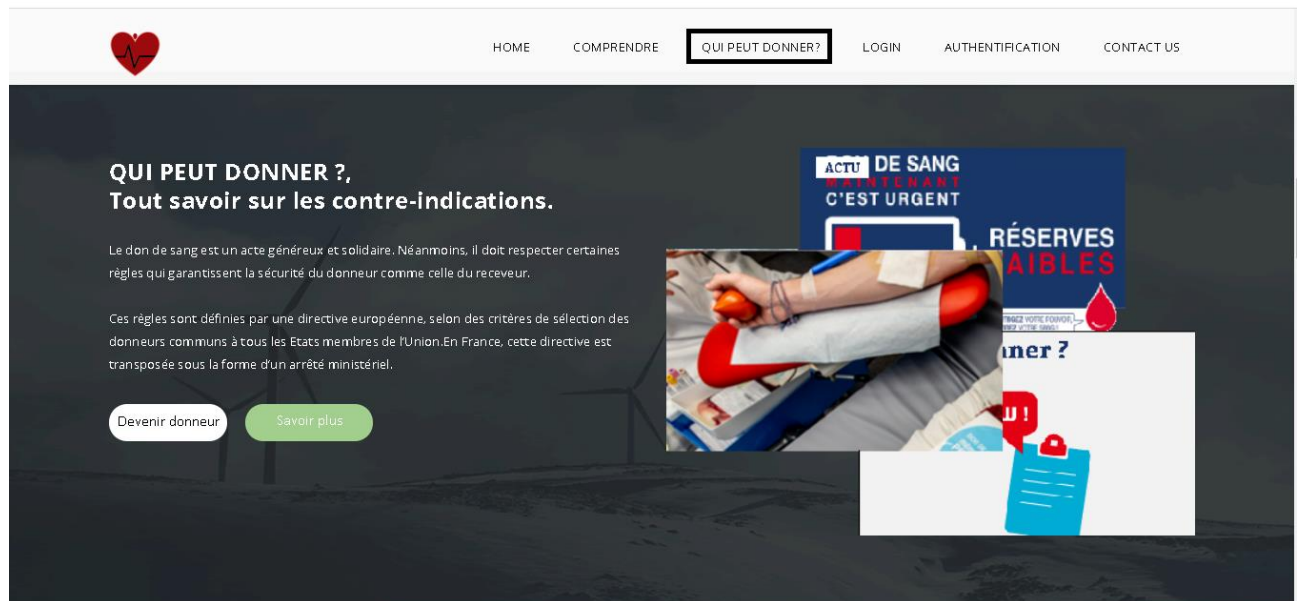 HOME COMPRENDRE QUI PEUT DONNER? LOGIN AUTHENTIFICATION CONTACT US
QUI PEUT DONNER ?,
Tout savoir sur les contre-indications.
Le don de sang est un acte généreux et solidaire. Néanmoins, il doit respecter certaines
règles qui garantissent la sécurité du donneur comme celle du receveur.
Ces règles sont définies par une directive européenne, selon des critères de sélection des
donneurs communs à tous les Etats membres de l'Union.En France, cette directive est
transposée sous la forme d'un arrêté ministériel.
Devenir donneur Savoir plus
ACTU DE SANG
MAINTENANT
C'EST URGENT
RÉSERVES
AIBLES
ner ?